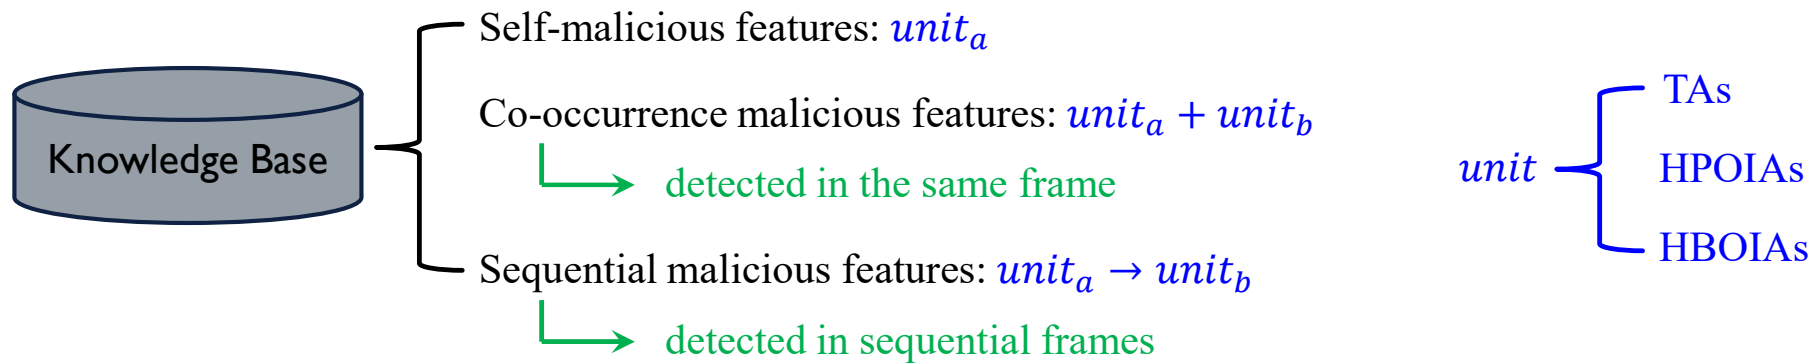 Knowledge Base
Self-malicious features: unit_a
Co-occurrence malicious features: unit_a + unit_b
detected in the same frame
Sequential malicious features: unit_a → unit_b
detected in sequential frames
unit
TAs
HPOIAs
HBOIAs